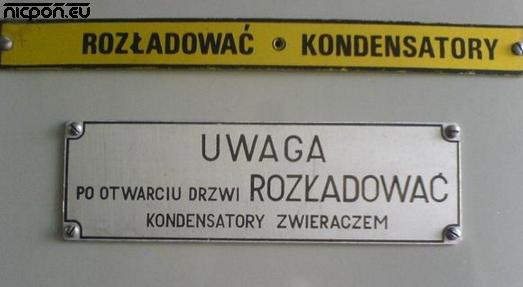 nicpon.eu
ROZŁADOWAĆ KONDENSATORY
UWAGA
PO OTWARCIU DRZWI ROZŁADOWAĆ
KONDENSATORY ZWIERACZEM